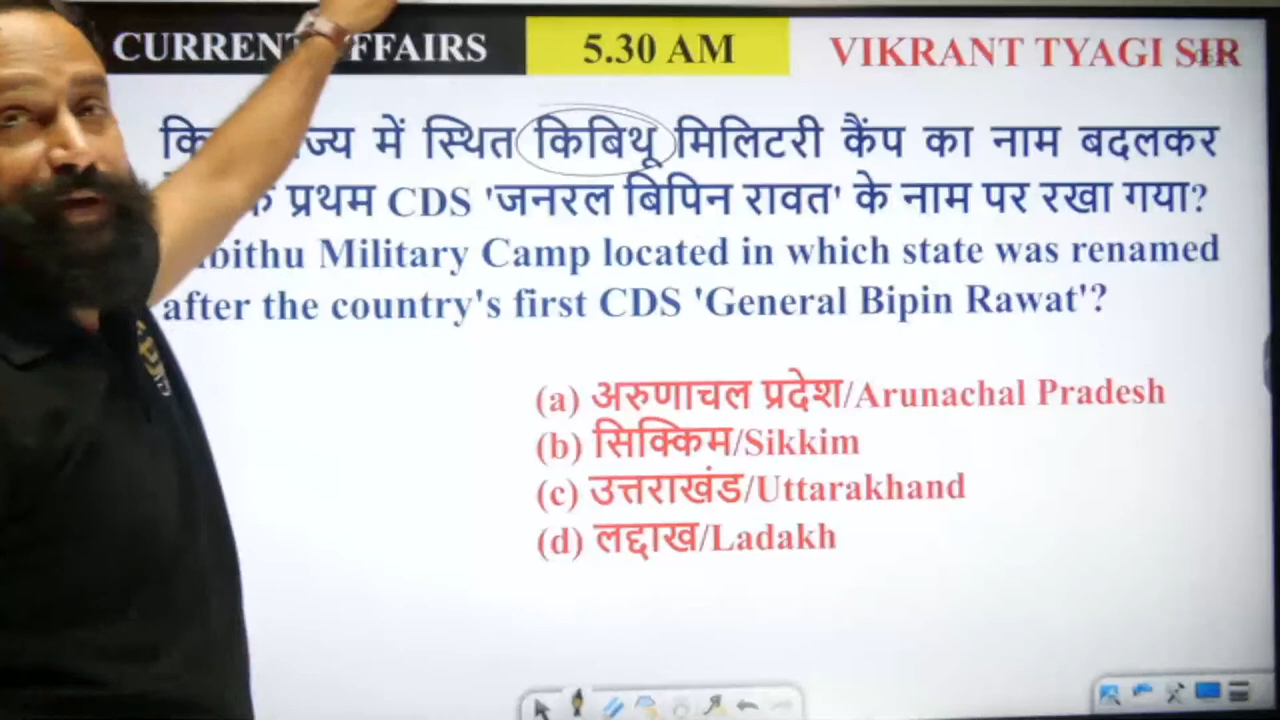 CURRENT AFFAIRS 5.30 AM VIKRANT TYAGI SIR
में स्थित किबिथू मिलिटरी कैंप का नाम बदलकर
प्रथम CDS 'जनरल बिपिन रावत' के नाम पर रखा गया?
Military Camp located in which state was renamed
after the country's first CDS 'General Bipin Rawat'?
(a) अरुणाचल प्रदेश/Arunachal Pradesh
(b) सिक्किम/Sikkim
(c) उत्तराखंड/Uttarakhand
(d) लद्दाख/Ladakh